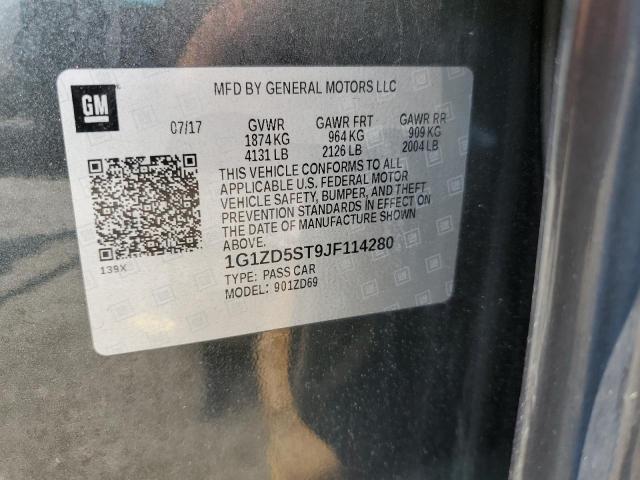 GM
MFD BY GENERAL MOTORS LLC
07/17 GVWR GAWR FRT GAWR RR
1874 KG 964 KG 909 KG
4131 LB 2126 LB 2004 LB
THIS VEHICLE CONFORMS TO ALL
APPLICABLE U.S. FEDERAL MOTOR
VEHICLE SAFETY, BUMPER, AND THEFT
PREVENTION STANDARDS IN EFFECT ON
THE DATE OF MANUFACTURE SHOWN
ABOVE.
1G1ZD5ST9JF114280
139X
TYPE: PASS CAR
MODEL: 901ZD69